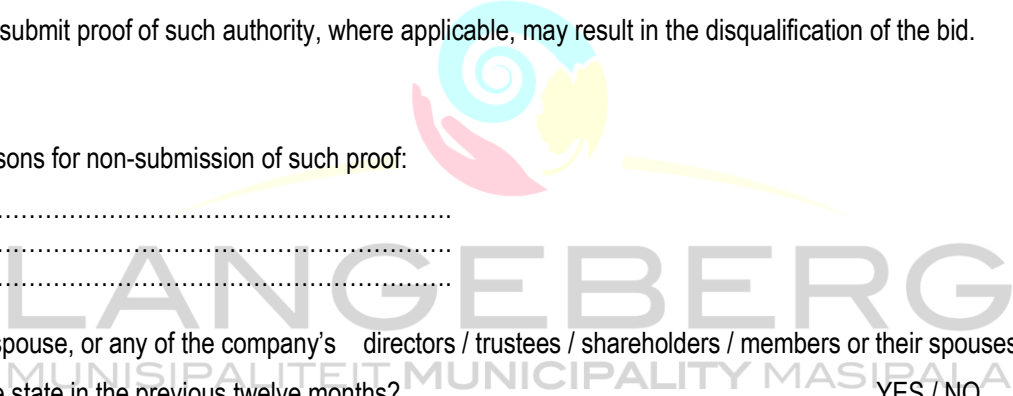 submit proof of such authority, where applicable, may result in the disqualification of the bid.
sons for non-submission of such proof:
……………………………………………………….
……………………………………………………….
……………………………………………………….
LANGEBERG
spouse, or any of the company’s directors / trustees / shareholders / members or their spouses
MUNISIPALITEIT MUNICIPALITY MASIPALA
e state in the previous twelve months? YES / NO